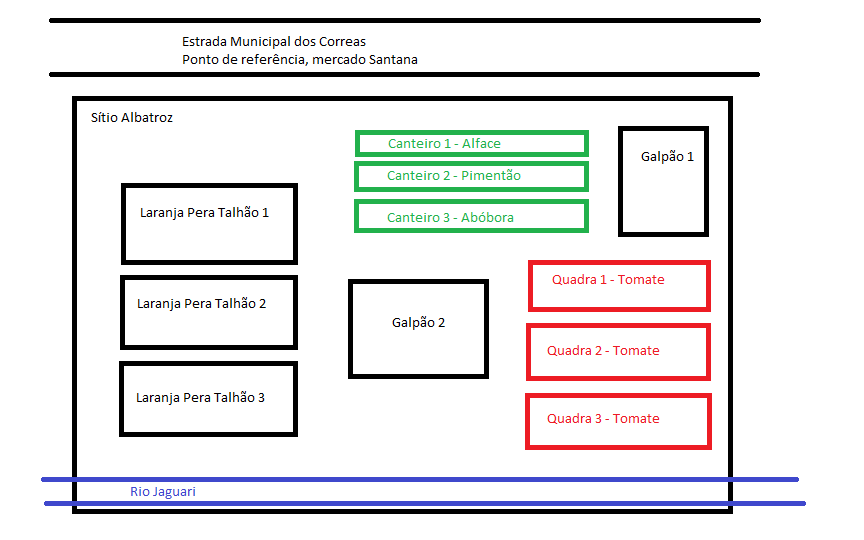 Estrada Municipal dos Correas
Ponto de referência, mercado Santana
Sítio Albatroz
Canteiro 1 - Alface
Canteiro 2 - Pimentão
Canteiro 3 - Abóbora
Galpão 1
Laranja Pera Talhão 1
Laranja Pera Talhão 2
Laranja Pera Talhão 3
Galpão 2
Quadra 1 - Tomate
Quadra 2 - Tomate
Quadra 3 - Tomate
Rio Jaguari